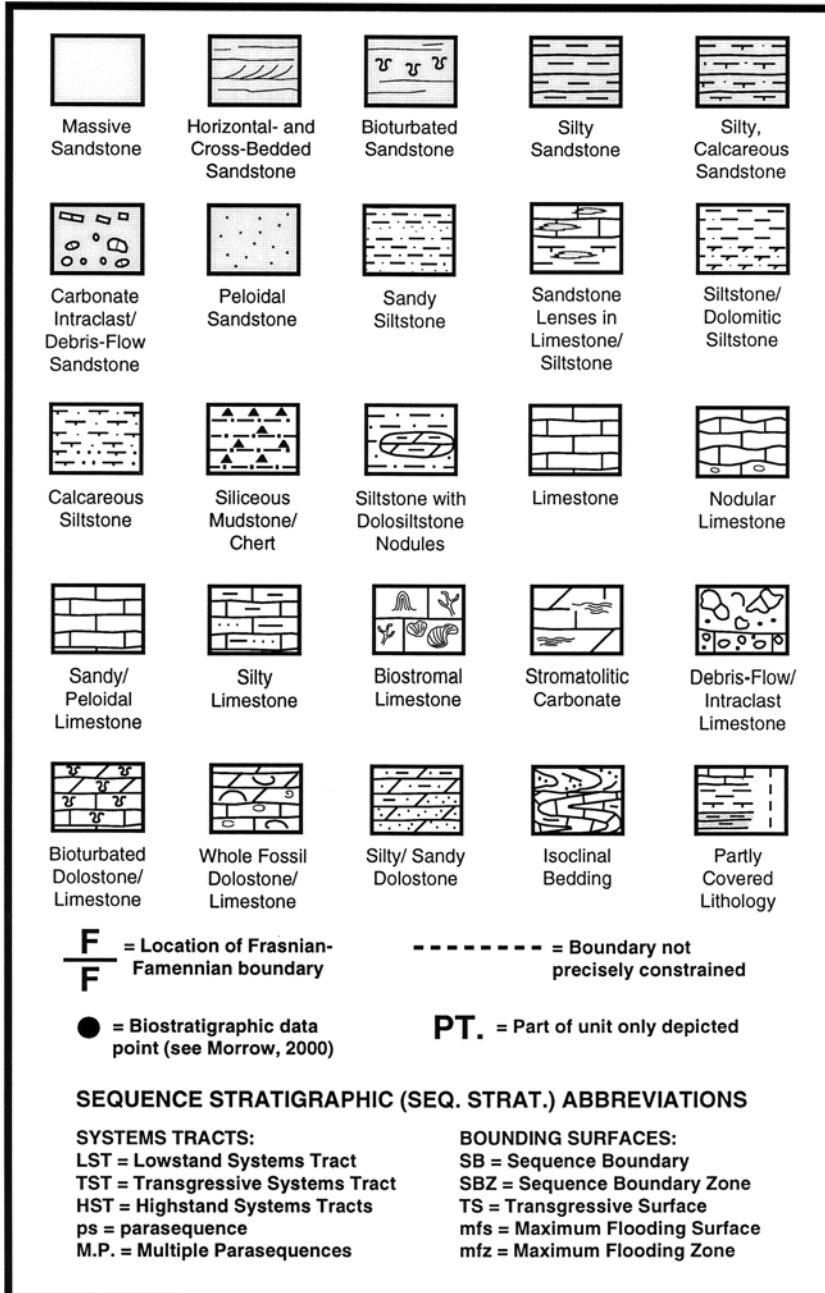 Massive
Sandstone
Horizontal- and
Cross-Bedded
Sandstone
Bioturbated
Sandstone
Silty
Sandstone
Silty,
Calcareous
Sandstone
Carbonate
Intraclast/
Debris-Flow
Sandstone
Peloidal
Sandstone
Sandy
Siltstone
Sandstone
Lenses in
Limestone/
Siltstone
Siltstone/
Dolomitic
Siltstone
Calcareous
Siltstone
Siliceous
Mudstone/
Chert
Siltstone with
Dolosiltstone
Nodules
Limestone
Nodular
Limestone
Sandy/
Peloidal
Limestone
Silty
Limestone
Biostromal
Limestone
Stromatolitic
Carbonate
Debris-Flow/
Intraclast
Limestone
Bioturbated
Dolostone/
Limestone
Whole Fossil
Dolostone/
Limestone
Silty/ Sandy
Dolostone
Isoclinal
Bedding
Partly
Covered
Lithology
F
F
= Location of Frasnian-
Famennian boundary
= Boundary not
precisely constrained
= Biostratigraphic data
point (see Morrow, 2000)
PT. = Part of unit only depicted
SEQUENCE STRATIGRAPHIC (SEQ. STRAT.) ABBREVIATIONS
SYSTEMS TRACTS:
LST = Lowstand Systems Tract
TST = Transgressive Systems Tract
HST = Highstand Systems Tracts
ps = parasequence
M.P. = Multiple Parasequences
BOUNDING SURFACES:
SB = Sequence Boundary
SBZ = Sequence Boundary Zone
TS = Transgressive Surface
mfs = Maximum Flooding Surface
mfz = Maximum Flooding Zone